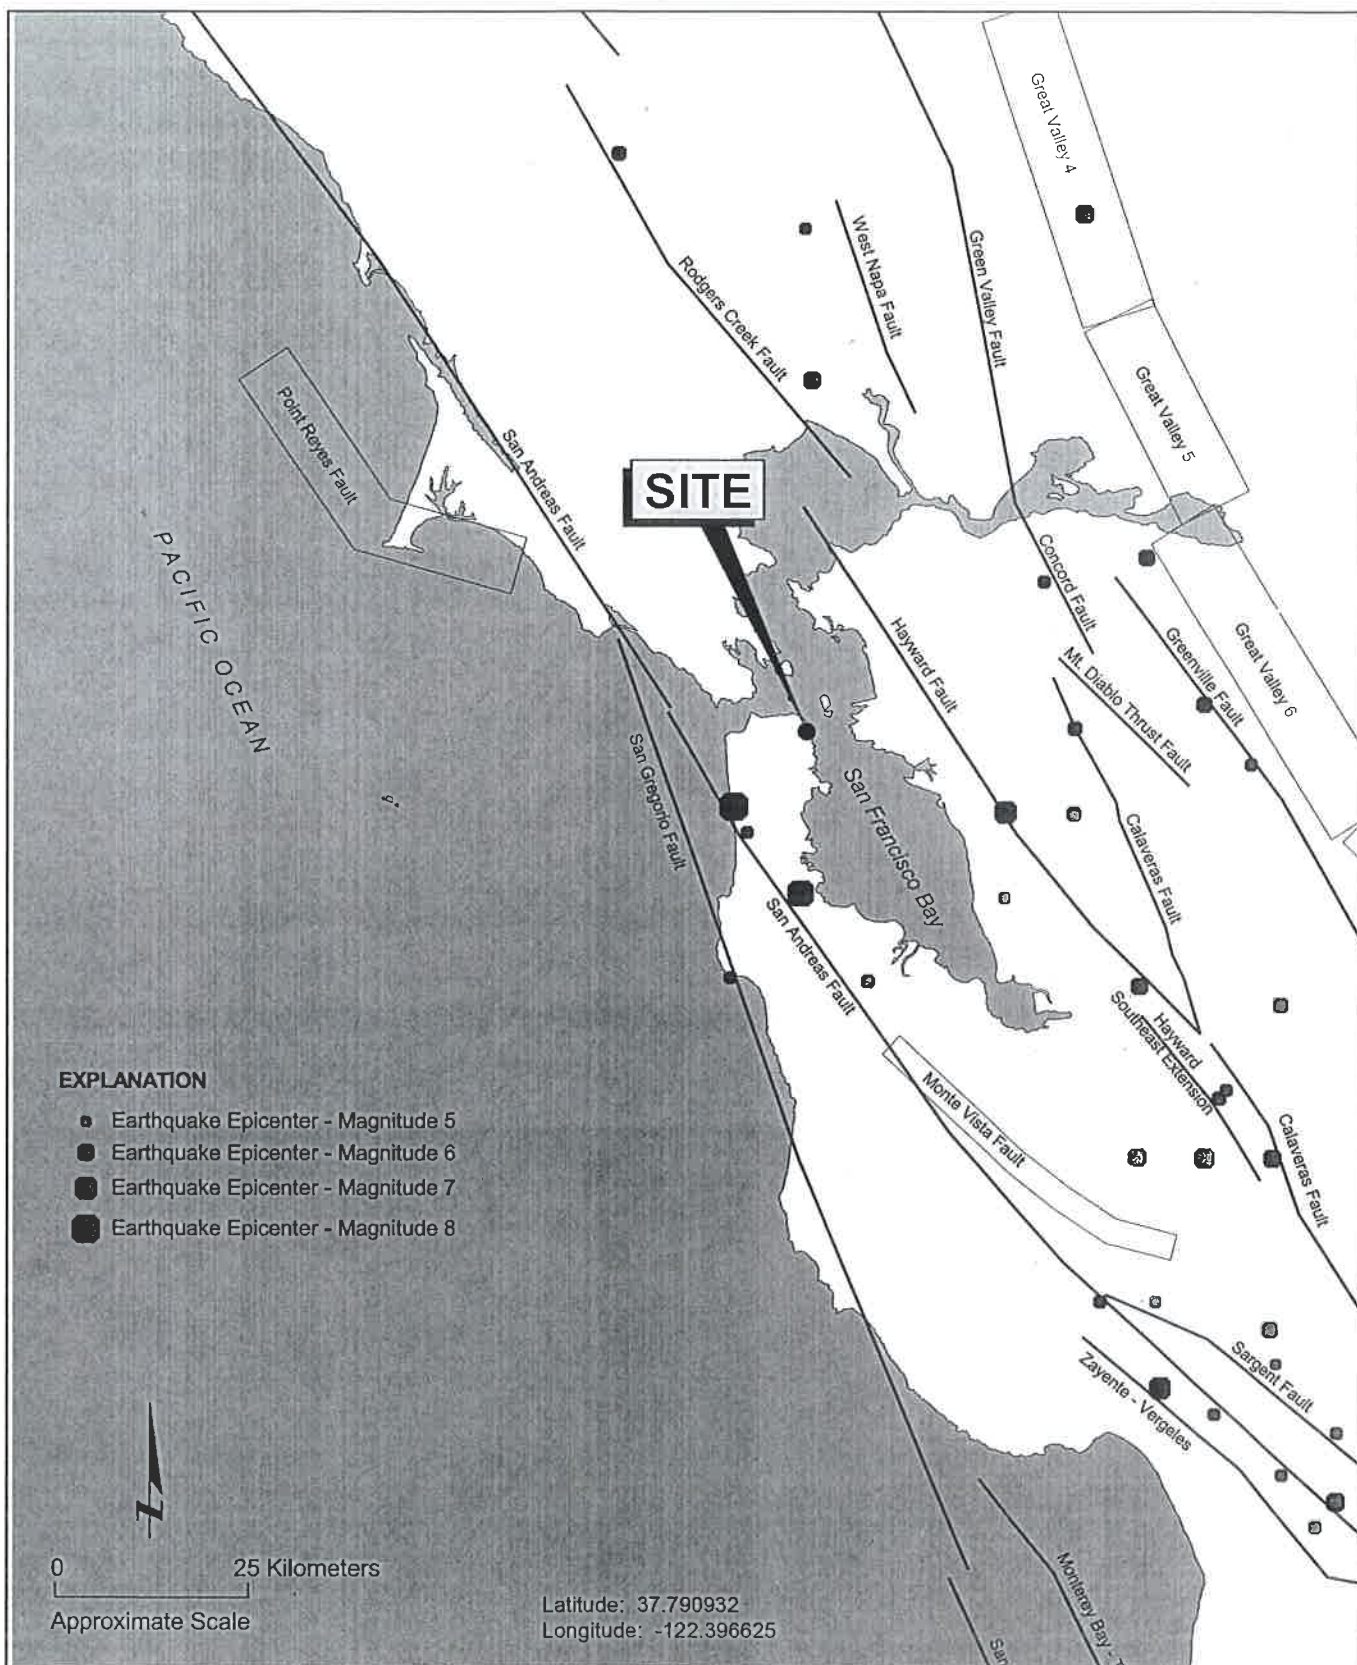 Great Valley 4
West Napa Fault
Green Valley Fault
Rodgers Creek Fault
Great Valley 5
Point Reyes Fault
San Andreas Fault
SITE
PACIFIC OCEAN
Concord Fault
Hayward Fault
Greenville Fault
Great Valley 6
Mt. Diablo Thrust Fault
San Gregorio Fault
San Francisco Bay
Calaveras Fault
San Andreas Fault
Hayward
Southeast Extension
Monte Vista Fault
Calaveras Fault
EXPLANATION
Earthquake Epicenter - Magnitude 5
Earthquake Epicenter - Magnitude 6
Earthquake Epicenter - Magnitude 7
Earthquake Epicenter - Magnitude 8
Sargent Fault
Zayente - Vergeles
Z
0 25 Kilometers
Approximate Scale
Latitude: 37.790932
Longitude: -122.396625
Monterey Bay - T
San